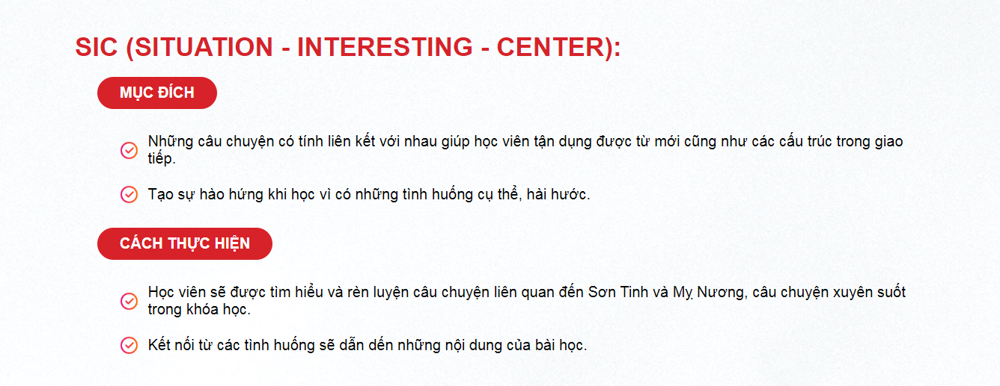 SIC (SITUATION - INTERESTING - CENTER):
MỤC ĐÍCH
Những câu chuyện có tính liên kết với nhau giúp học viên tận dụng được từ mới cũng như các cấu trúc trong giao
tiếp.
Tạo sự hào hứng khi học vì có những tình huống cụ thể, hài hước.
CÁCH THỰC HIỆN
Học viên sẽ được tìm hiểu và rèn luyện câu chuyện liên quan đến Sơn Tinh và Mỵ Nương, câu chuyện xuyên suốt
trong khóa học.
Kết nối từ các tình huống sẽ dẫn dến những nội dung của bài học.